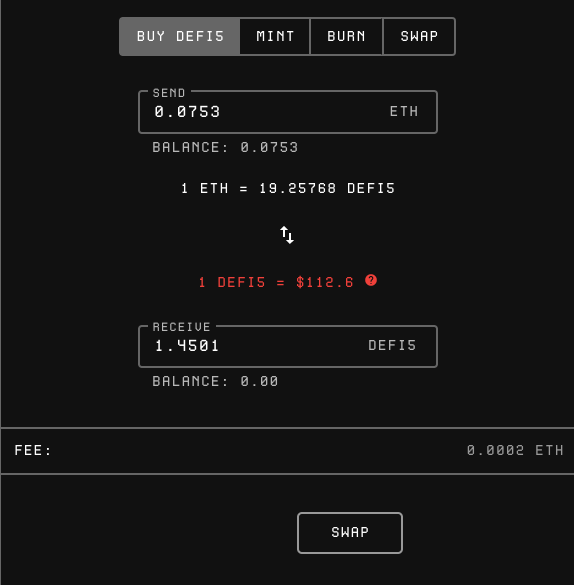 BUY DEFI5 MINT BURN SWAP
SEND
0.0753 ETH
BALANCE: 0.0753
1 ETH = 19.25768 DEFI5
1 DEFI5 = $112.6 ?
RECEIVE
1.4501 DEFI5
BALANCE: 0.00
FEE: 0.0002 ETH
SWAP